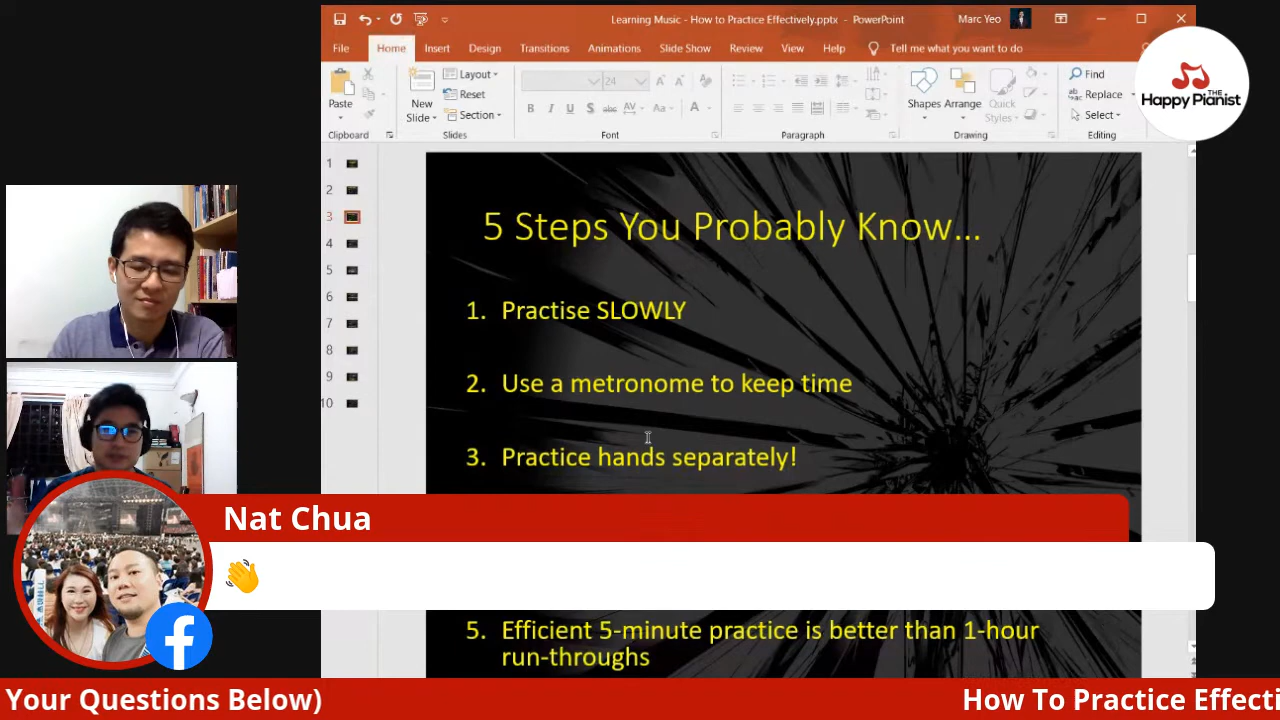 Learning Music - How to Practice Effectively.pptx - PowerPoint
Marc Yeo
File Home Insert Design Transitions Animations Slide Show Review View Help Tell me what you want to do
Paste
Clipboard
New
Slide
Layout
Reset
Section
Slides
24
B I U S abc AV Aa A
Font
Paragraph
Shapes
Arrange
Quick
Styles
Drawing
Find
Replace
Select
Editing
THE
Happy Pianist
1
2
3
4
5
6
7
8
9
10
5 Steps You Probably Know...
1. Practise SLOWLY
2. Use a metronome to keep time
3. Practice hands separately!
Nat Chua
👋
5. Efficient 5-minute practice is better than 1-hour
run-throughs
Your Questions Below)
How To Practice Effecti